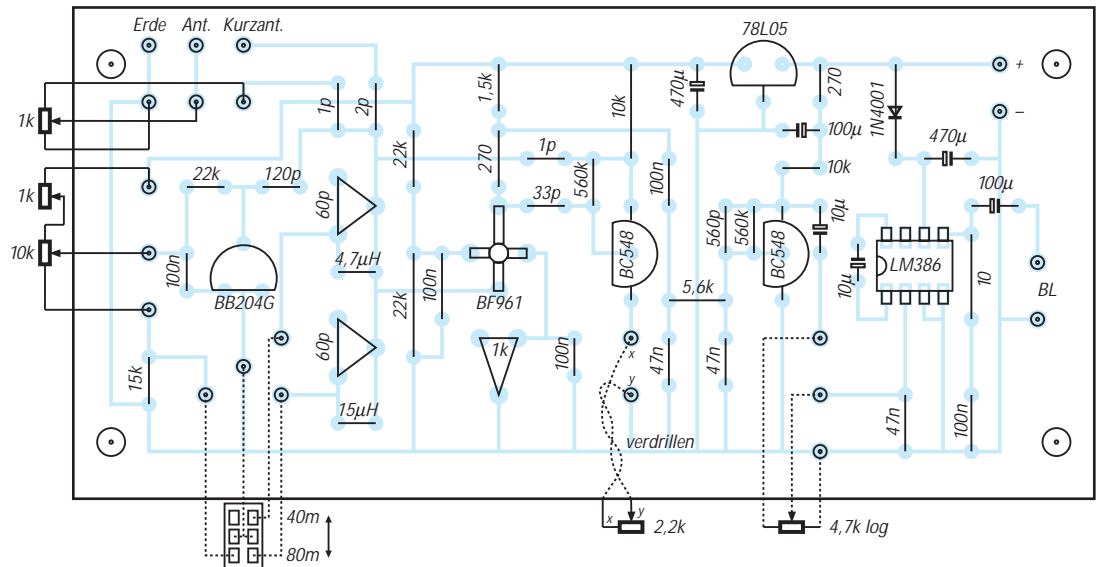 Erde Ant. Kurzant.
78L05
1k
1p
2p
1,5k
10k
470µ
270
1N4001
+
−
100µ
470µ
22k
270
1p
560k
100n
10k
100µ
1k
22k
120p
60p
33p
BC548
560p
560k
BC548
10µ
10µ
LM386
10
BL
10k
100n
BB204G
4,7µH
22k
100n
BF961
5,6k
60p
1k
100n
x
y
47n
47n
15k
15µH
verdrillen
47n
100n
40m
80m
x y
2,2k
4,7k log